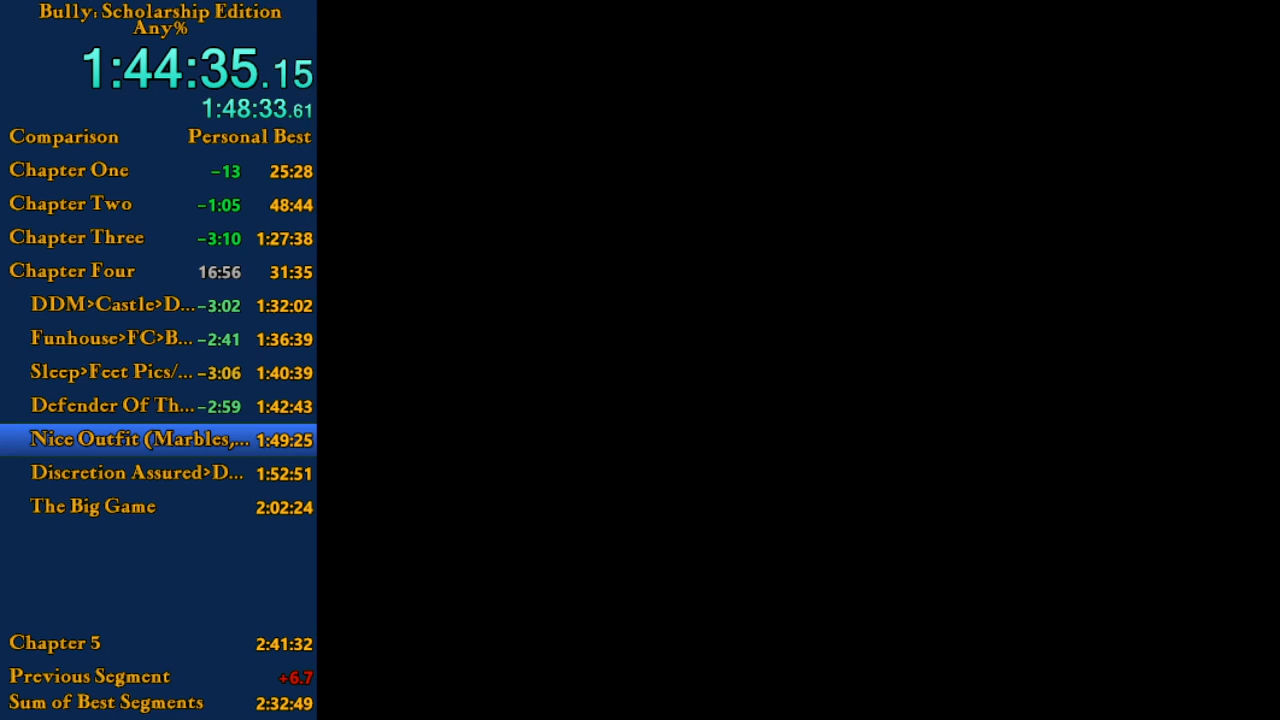 Bully: Scholarship Edition
Any%
1:44:35.15
1:48:33.61
Comparison Personal Best
Chapter One -13 25:28
Chapter Two -1:05 48:44
Chapter Three -3:10 1:27:38
Chapter Four 16:56 31:35
DDM>Castle>D... -3:02 1:32:02
Funhouse>FC>B... -2:41 1:36:39
Sleep>Feet Pics/... -3:06 1:40:39
Defender Of Th... -2:59 1:42:43
Nice Outfit (Marbles,... 1:49:25
Discretion Assured>D... 1:52:51
The Big Game 2:02:24
Chapter 5 2:41:32
Previous Segment +6.7
Sum of Best Segments 2:32:49